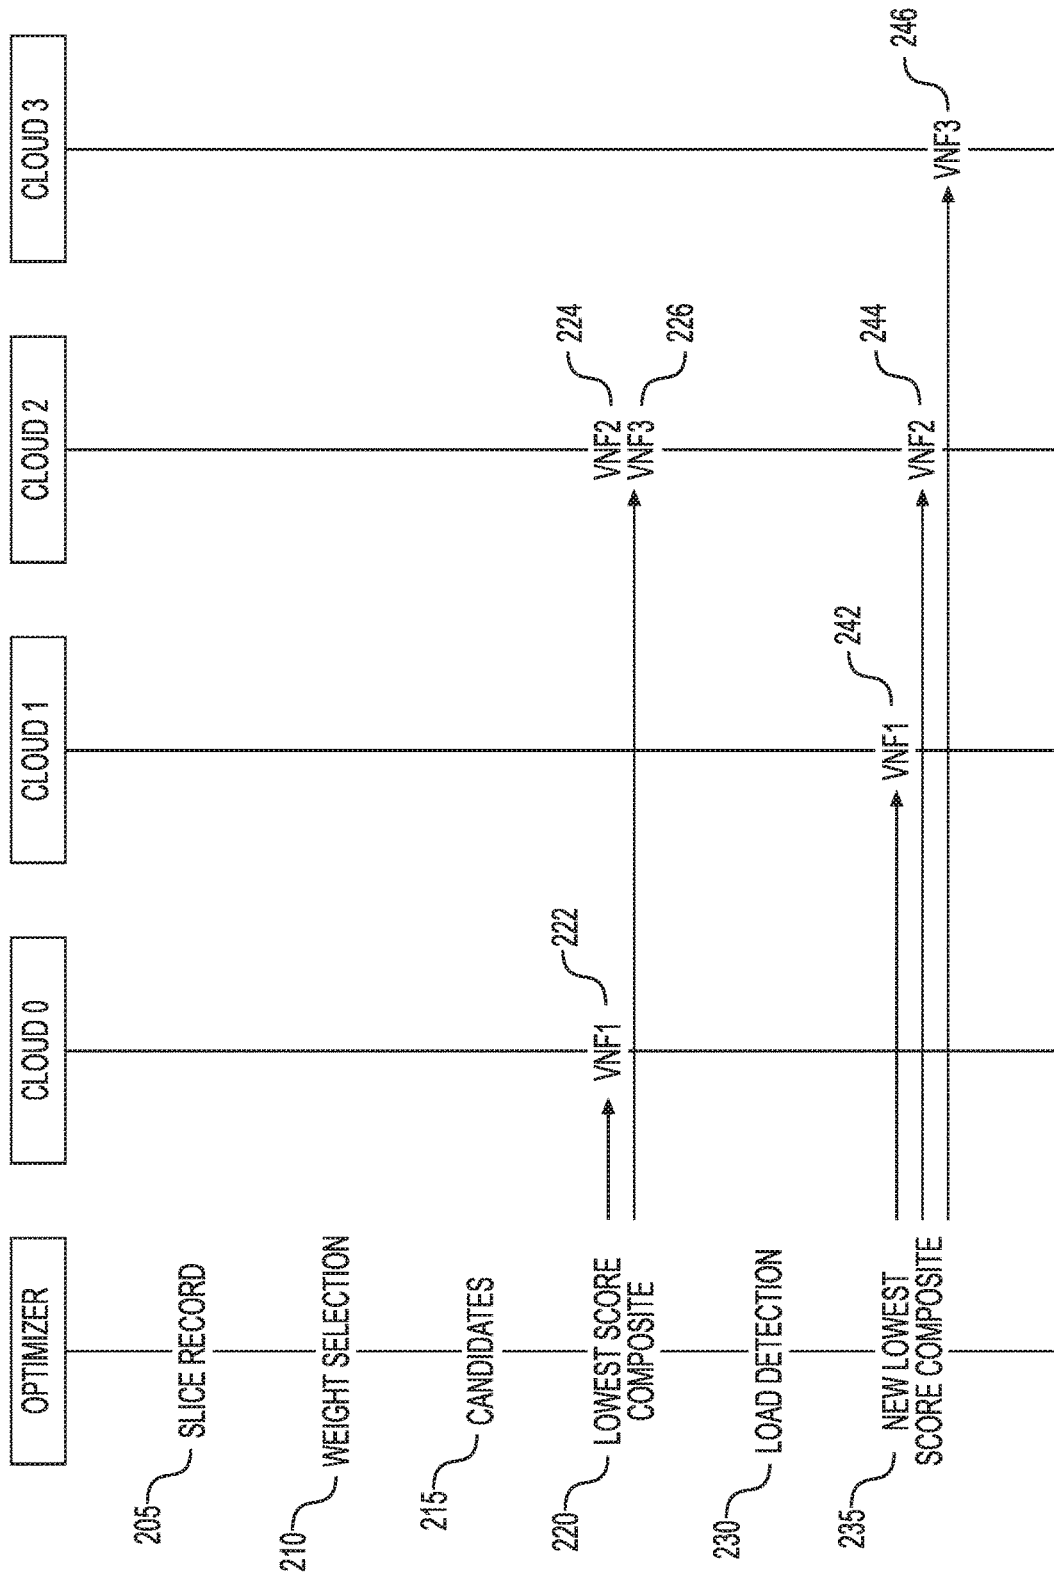 OPTIMIZER
CLOUD 0
CLOUD 1
CLOUD 2
CLOUD 3
205
SLICE RECORD
210
WEIGHT SELECTION
215
CANDIDATES
220
LOWEST SCORE
COMPOSITE
VNF1
222
VNF2
VNF3
224
226
230
LOAD DETECTION
235
NEW LOWEST
SCORE COMPOSITE
VNF1
242
VNF2
244
VNF3
246